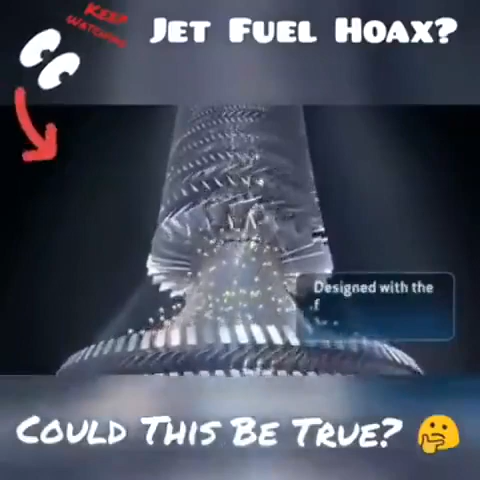 KEEP
WATCHING
Jet Fuel Hoax?
Designed with the
f
Could This Be True? 🤔